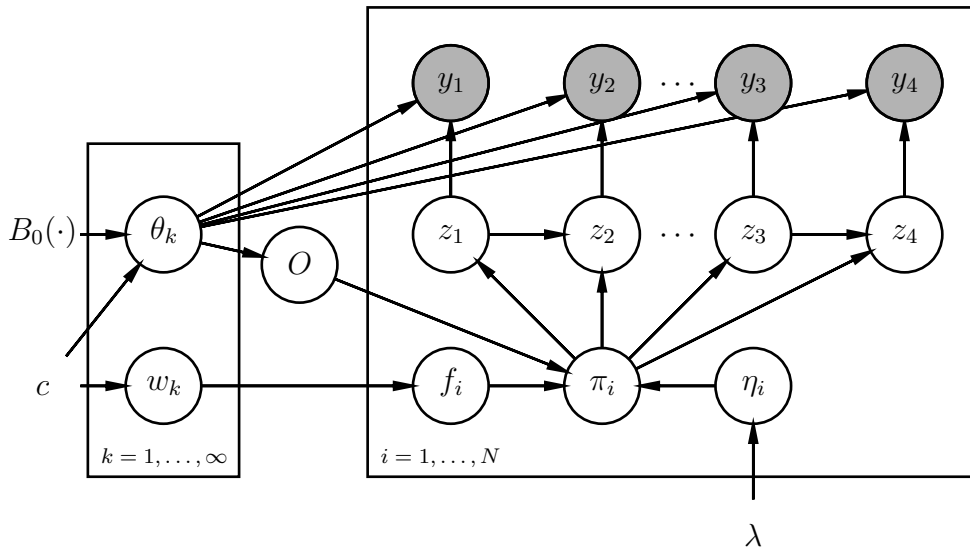 y₁ y₂ ··· y₃ y₄
B₀(·) θₖ O z₁ z₂ ··· z₃ z₄
c wₖ fᵢ πᵢ ηᵢ
k = 1, . . . , ∞ i = 1, . . . , N
λ